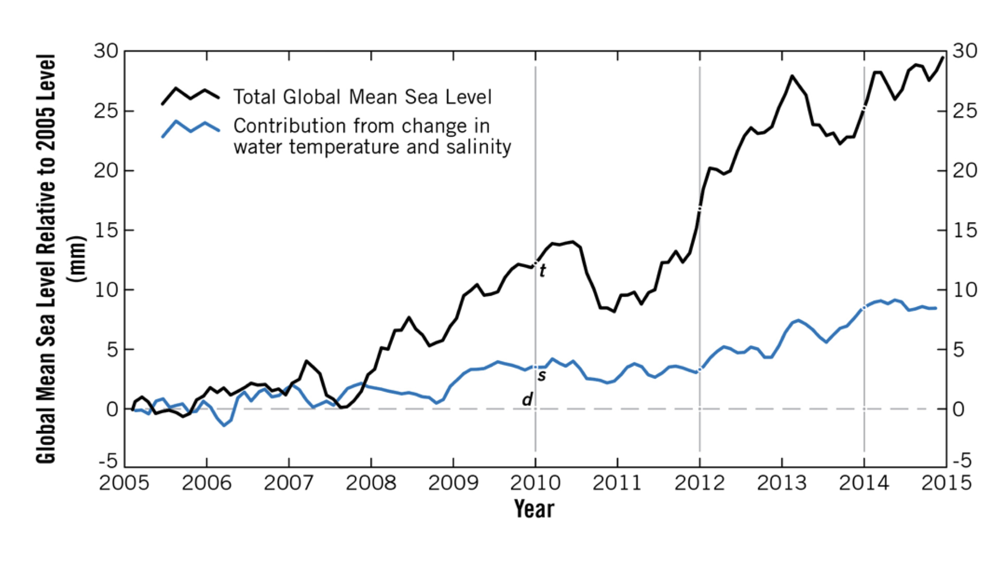 Global Mean Sea Level Relative to 2005 Level
(mm)
30
25
20
15
10
5
0
-5
Total Global Mean Sea Level
Contribution from change in
water temperature and salinity
t
s
d
30
25
20
15
10
5
0
-5
2005 2006 2007 2008 2009 2010 2011 2012 2013 2014 2015
Year